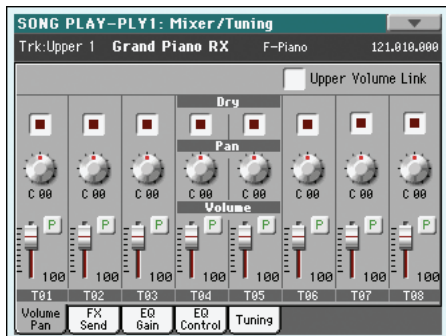 SONG PLAY-PLY1: Mixer/Tuning
Trk:Upper 1 Grand Piano RX F-Piano 121.010.000
Upper Volume Link
Dry
Pan
C 00 C 00 C 00 C 00 C 00 C 00 C 00 C 00
Volume
P P P P P P P P
100 100 100 100 100 100 100 100
T01 T02 T03 T04 T05 T06 T07 T08
Volume Pan FX Send EQ Gain EQ Control Tuning